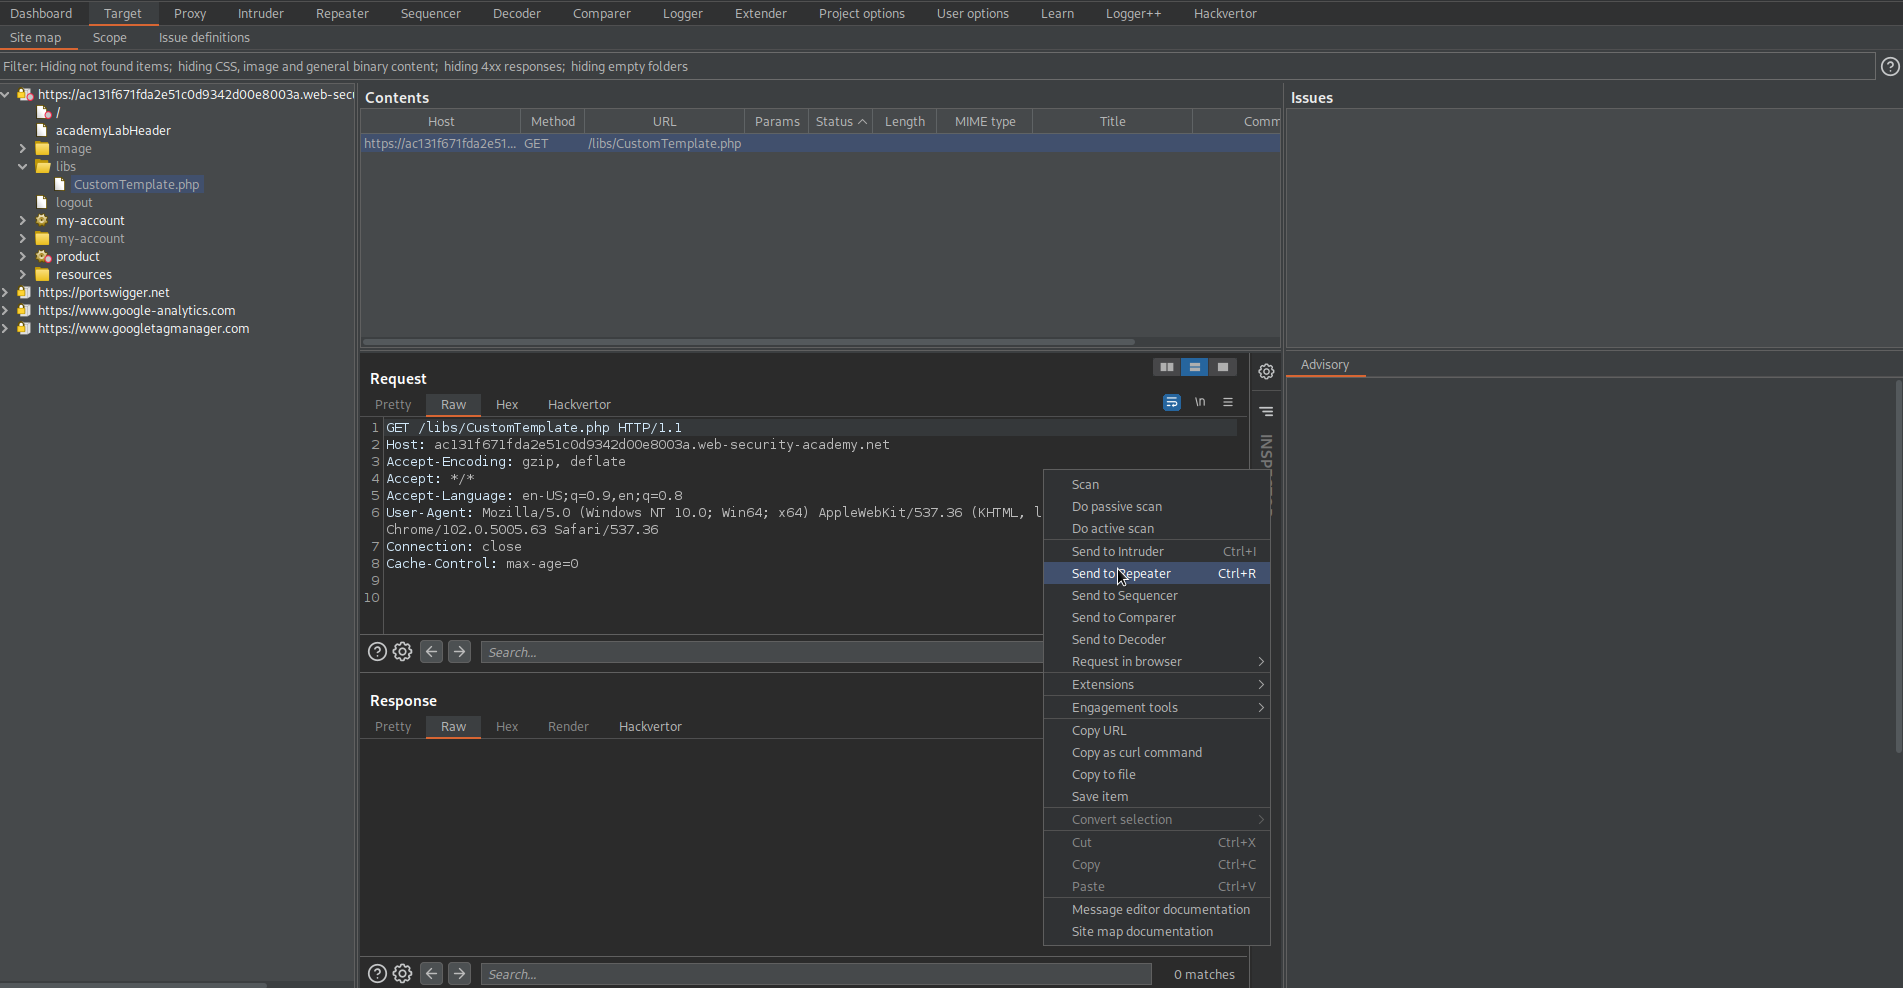 Dashboard Target Proxy Intruder Repeater Sequencer Decoder Comparer Logger Extender Project options User options Learn Logger++ Hackvertor
Site map Scope Issue definitions
Filter: Hiding not found items; hiding CSS, image and general binary content; hiding 4xx responses; hiding empty folders
https://ac131f671fda2e51c0d9342d00e8003a.web-secu
/
academyLabHeader
image
libs
CustomTemplate.php
logout
my-account
my-account
product
resources
https://portswigger.net
https://www.google-analytics.com
https://www.googletagmanager.com
Contents
Host Method URL Params Status Length MIME type Title Comm
https://ac131f671fda2e51... GET /libs/CustomTemplate.php
Request
Pretty Raw Hex Hackvertor
\n
1 GET /libs/CustomTemplate.php HTTP/1.1
2 Host: ac131f671fda2e51c0d9342d00e8003a.web-security-academy.net
3 Accept-Encoding: gzip, deflate
4 Accept: */*
5 Accept-Language: en-US;q=0.9,en;q=0.8
6 User-Agent: Mozilla/5.0 (Windows NT 10.0; Win64; x64) AppleWebKit/537.36 (KHTML, l
Chrome/102.0.5005.63 Safari/537.36
7 Connection: close
8 Cache-Control: max-age=0
9
10
Search...
Response
Pretty Raw Hex Render Hackvertor
Search...
0 matches
INSP
Scan
Do passive scan
Do active scan
Send to Intruder Ctrl+I
Send to Repeater Ctrl+R
Send to Sequencer
Send to Comparer
Send to Decoder
Request in browser
Extensions
Engagement tools
Copy URL
Copy as curl command
Copy to file
Save item
Convert selection
Cut Ctrl+X
Copy Ctrl+C
Paste Ctrl+V
Message editor documentation
Site map documentation
Issues
Advisory